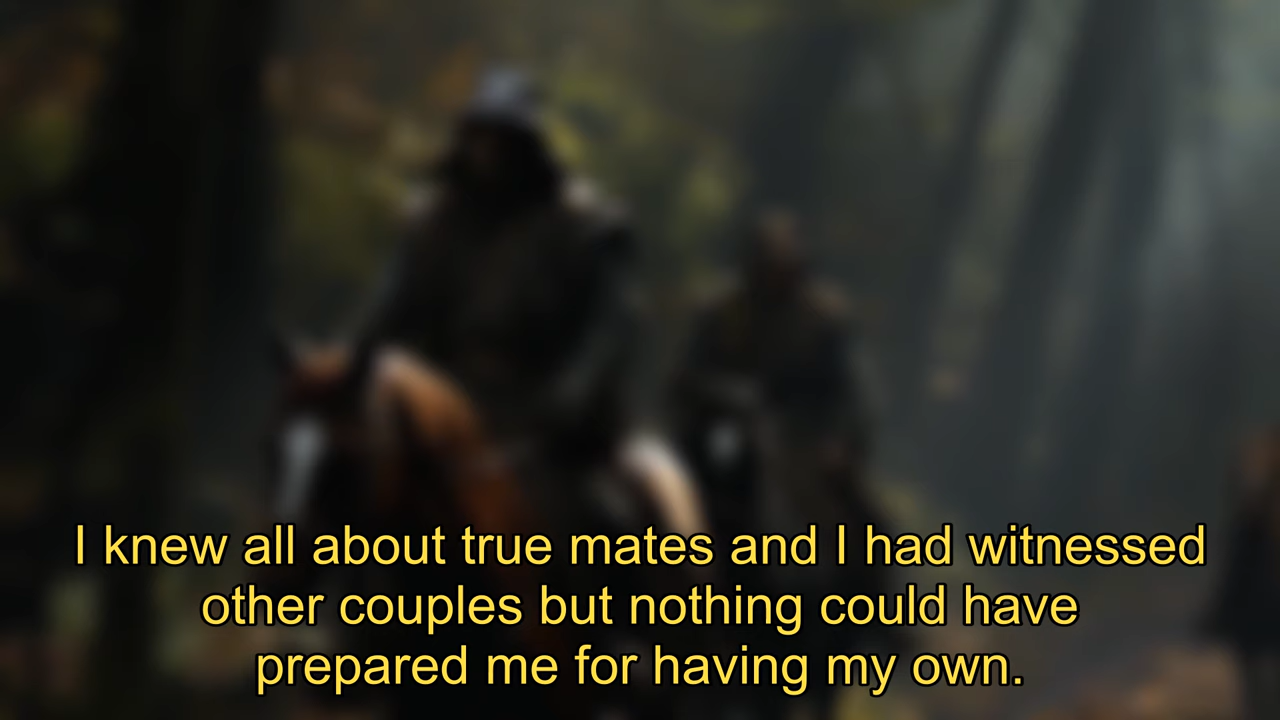 I knew all about true mates and I had witnessed
other couples but nothing could have
prepared me for having my own.